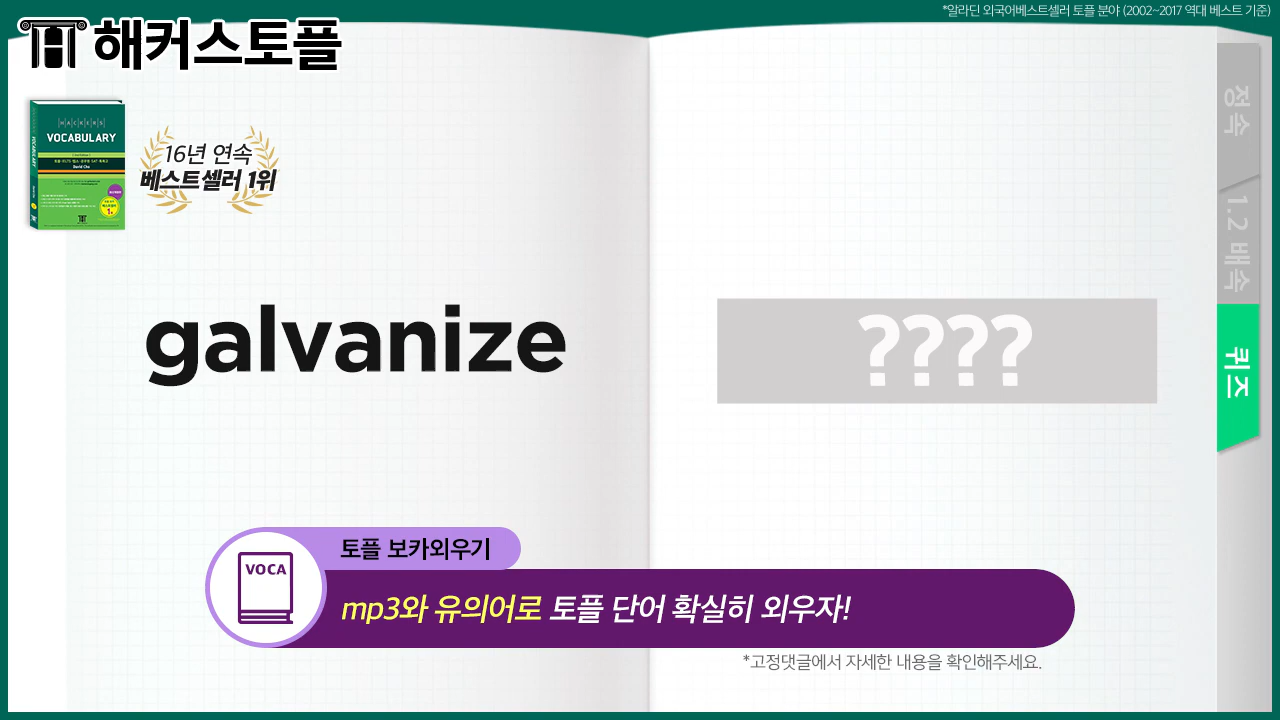 *알라딘 외국어베스트셀러 토플 분야 (2002~2017 역대 베스트 기준)
해커스토플
HACKERS
VOCABULARY
16년 연속
베스트셀러 1위
정속
1.2 배속
퀴즈
galvanize
????
토플 보카외우기
VOCA
mp3와 유의어로 토플 단어 확실히 외우자!
*고정댓글에서 자세한 내용을 확인해주세요.